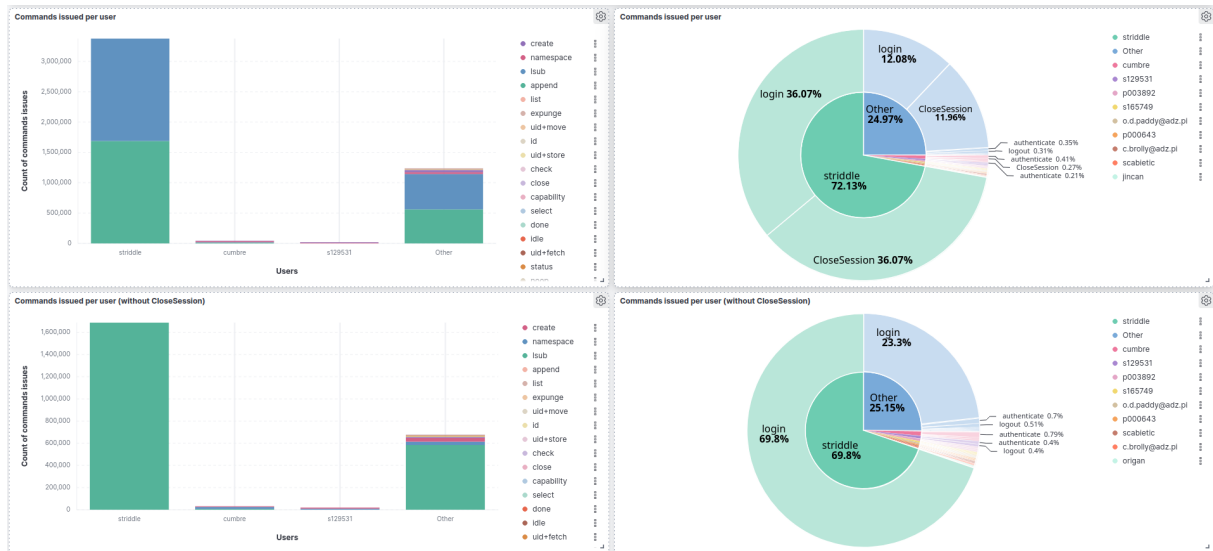 Commands issued per user
Count of commands issues
3,000,000
2,500,000
2,000,000
1,500,000
1,000,000
500,000
0
striddle
cumbre
s129531
Other
Users
create
namespace
lsub
append
list
expunge
uid+move
id
uid+store
check
close
capability
select
done
idle
uid+fetch
status
Commands issued per user
login
12.08%
login 36.07%
Other
24.97%
CloseSession
11.96%
striddle
72.13%
CloseSession 36.07%
authenticate 0.35%
logout 0.31%
authenticate 0.41%
CloseSession 0.27%
authenticate 0.21%
striddle
Other
cumbre
s129531
p003892
s165749
o.d.paddy@adz.pl
p000643
c.brolly@adz.pl
scabietic
jincan
Commands issued per user (without CloseSession)
Count of commands issues
1,600,000
1,400,000
1,200,000
1,000,000
800,000
600,000
400,000
200,000
0
striddle
cumbre
s129531
Other
Users
create
namespace
lsub
append
list
expunge
uid+move
id
uid+store
check
close
capability
select
done
idle
uid+fetch
Commands issued per user (without CloseSession)
login
23.3%
Other
25.15%
login
69.8%
striddle
69.8%
authenticate 0.7%
logout 0.51%
authenticate 0.79%
authenticate 0.4%
logout 0.4%
striddle
Other
cumbre
s129531
p003892
s165749
o.d.paddy@adz.pl
p000643
scabietic
c.brolly@adz.pl
origan